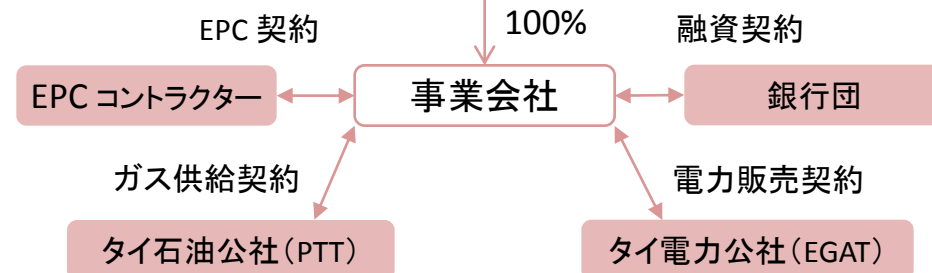 EPC 契約
100%
融資契約
EPC コントラクター
事業会社
銀行団
ガス供給契約
電力販売契約
タイ石油公社（PTT）
タイ電力公社（EGAT）